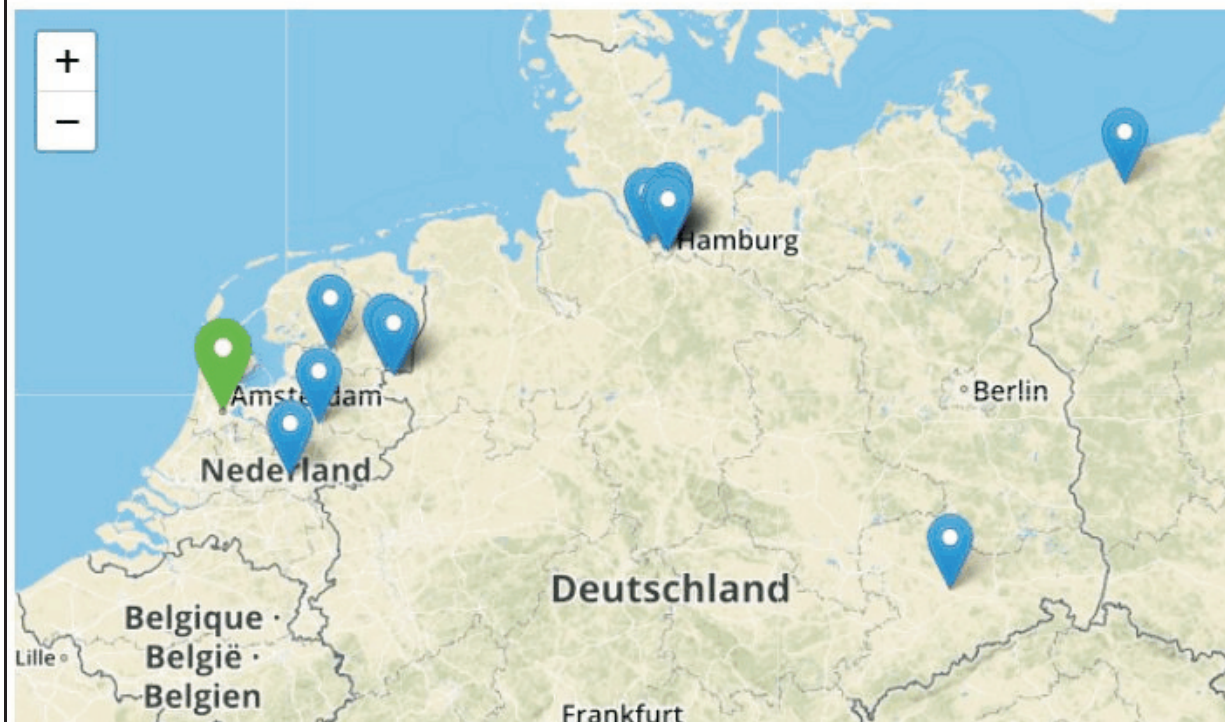 +
−
Hamburg
Amsterdam
Berlin
Nederland
Deutschland
Belgique ·
België ·
Belgien
Lille
Frankfurt